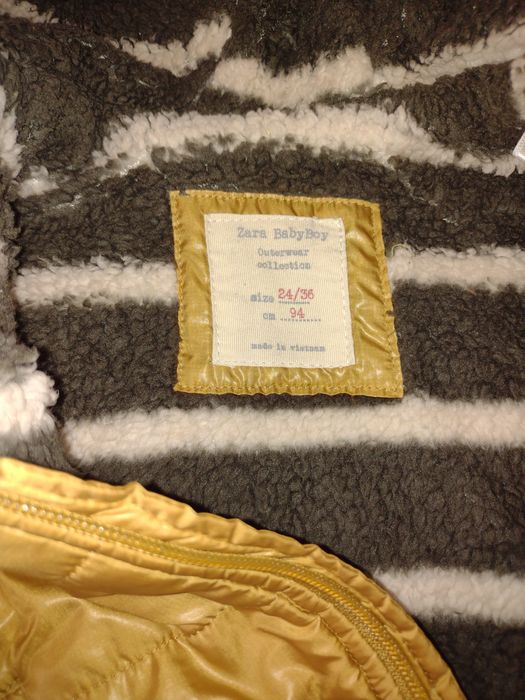 Zara BabyBoy
Outerwear
collection
size 24/36
cm 94
made in vietnam